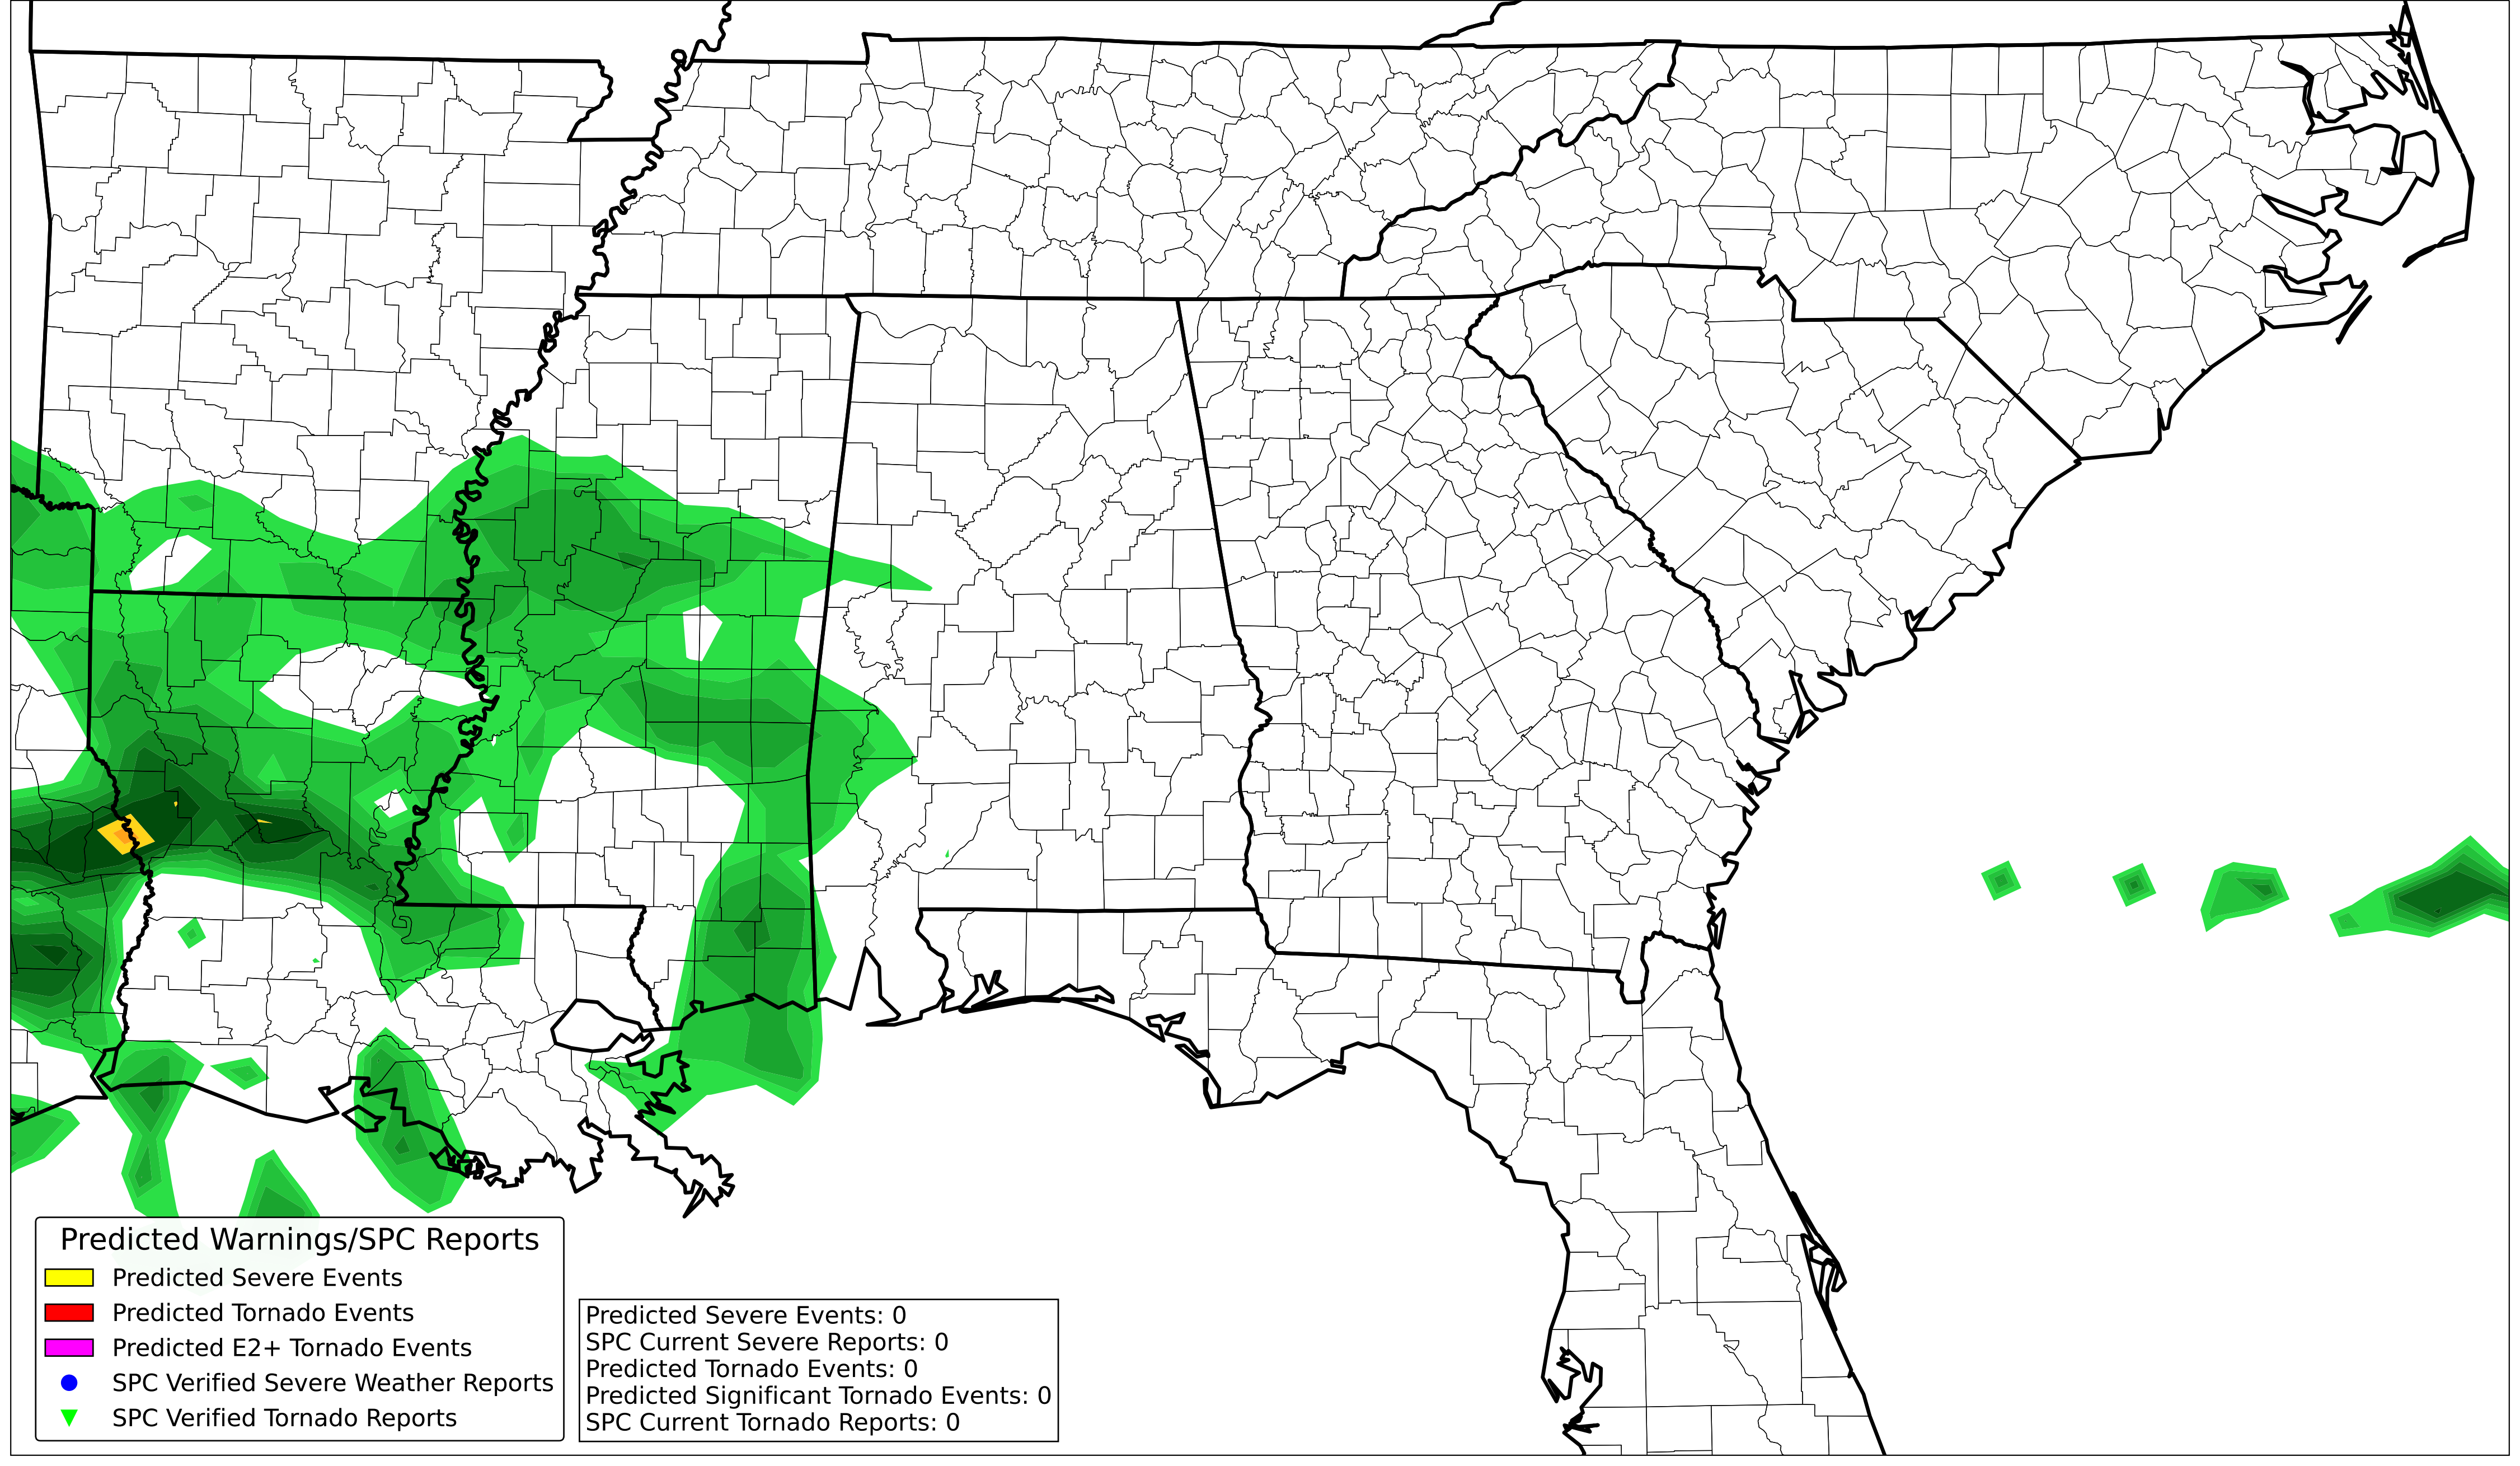 Predicted Warnings/SPC Reports
Predicted Severe Events
Predicted Tornado Events
Predicted E2+ Tornado Events
SPC Verified Severe Weather Reports
SPC Verified Tornado Reports
Predicted Severe Events: 0
SPC Current Severe Reports: 0
Predicted Tornado Events: 0
Predicted Significant Tornado Events: 0
SPC Current Tornado Reports: 0